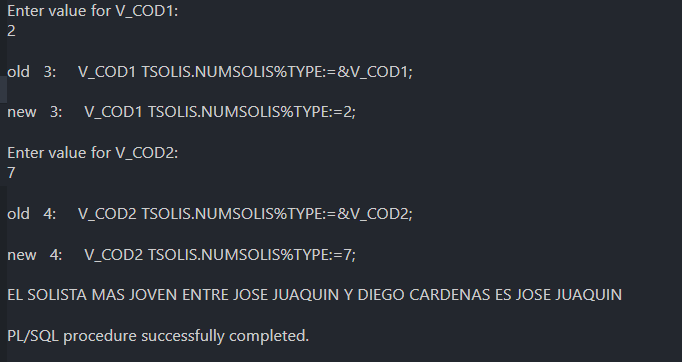 Enter value for V_COD1:
2
old 3: V_COD1 TSOLIS.NUMSOLIS%TYPE:=&V_COD1;
new 3: V_COD1 TSOLIS.NUMSOLIS%TYPE:=2;
Enter value for V_COD2:
7
old 4: V_COD2 TSOLIS.NUMSOLIS%TYPE:=&V_COD2;
new 4: V_COD2 TSOLIS.NUMSOLIS%TYPE:=7;
EL SOLISTA MAS JOVEN ENTRE JOSE JUAQUIN Y DIEGO CARDENAS ES JOSE JUAQUIN
PL/SQL procedure successfully completed.